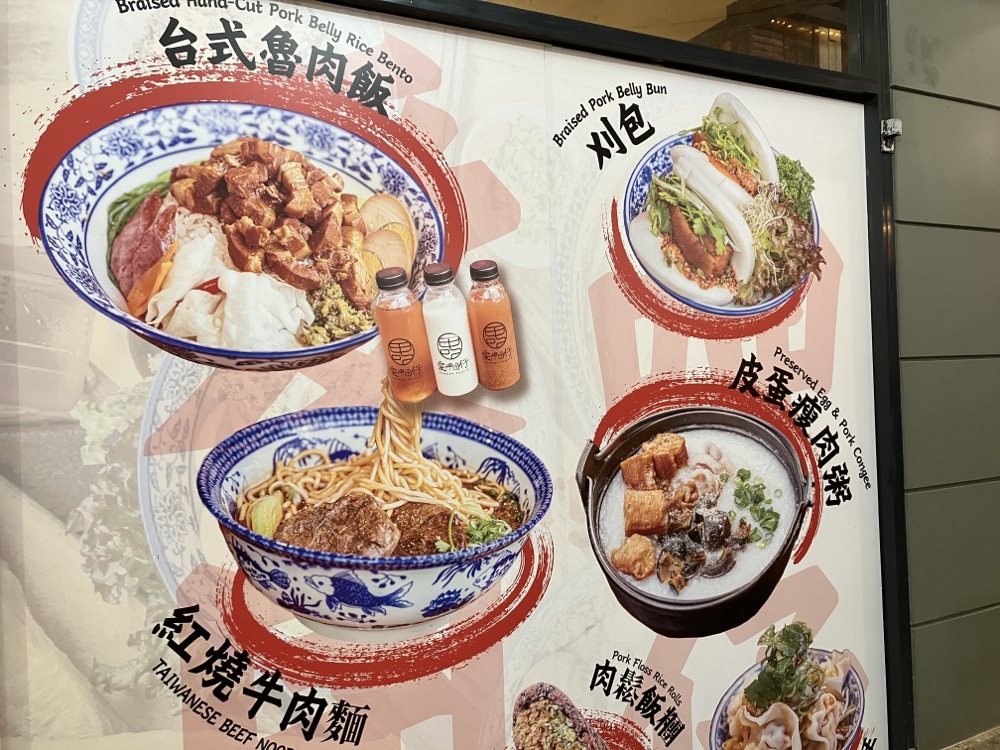 Braised Hand-Cut Pork Belly Rice Bento
台式魯肉飯
Braised Pork Belly Bun
刈包
Preserved Egg & Pork Congee
皮蛋瘦肉粥
紅燒牛肉麵
TAIWANESE BEEF
Pork Floss Rice Rolls
肉鬆飯糰